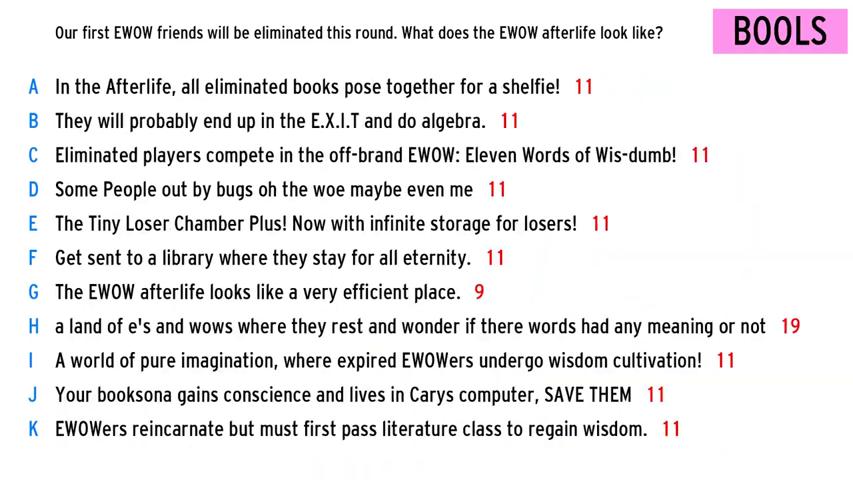 Our first EWOW friends will be eliminated this round. What does the EWOW afterlife look like?
BOOLS
A In the Afterlife, all eliminated books pose together for a shelfie! 11
B They will probably end up in the E.X.I.T and do algebra. 11
C Eliminated players compete in the off-brand EWOW: Eleven Words of Wis-dumb! 11
D Some People out by bugs oh the woe maybe even me 11
E The Tiny Loser Chamber Plus! Now with infinite storage for losers! 11
F Get sent to a library where they stay for all eternity. 11
G The EWOW afterlife looks like a very efficient place. 9
H a land of e's and wows where they rest and wonder if there words had any meaning or not 19
I A world of pure imagination, where expired EWOWers undergo wisdom cultivation! 11
J Your booksona gains conscience and lives in Carys computer, SAVE THEM 11
K EWOWers reincarnate but must first pass literature class to regain wisdom. 11